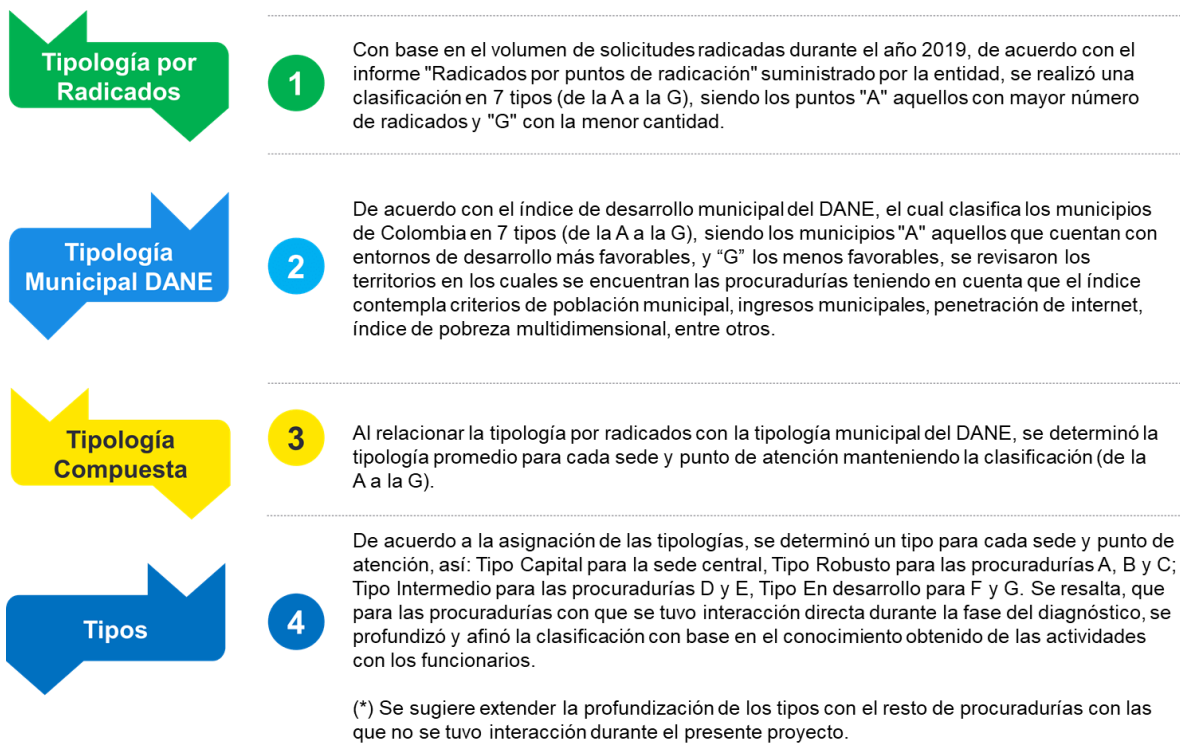 Tipología por
Radicados
1
Con base en el volumen de solicitudes radicadas durante el año 2019, de acuerdo con el
informe "Radicados por puntos de radicación" suministrado por la entidad, se realizó una
clasificación en 7 tipos (de la A a la G), siendo los puntos "A" aquellos con mayor número
de radicados y "G" con la menor cantidad.
Tipología
Municipal DANE
2
De acuerdo con el índice de desarrollo municipal del DANE, el cual clasifica los municipios
de Colombia en 7 tipos (de la A a la G), siendo los municipios "A" aquellos que cuentan con
entornos de desarrollo más favorables, y “G” los menos favorables, se revisaron los
territorios en los cuales se encuentran las procuradurías teniendo en cuenta que el índice
contempla criterios de población municipal, ingresos municipales, penetración de internet,
índice de pobreza multidimensional, entre otros.
Tipología
Compuesta
3
Al relacionar la tipología por radicados con la tipología municipal del DANE, se determinó la
tipología promedio para cada sede y punto de atención manteniendo la clasificación (de la
A a la G).
Tipos
4
De acuerdo a la asignación de las tipologías, se determinó un tipo para cada sede y punto de
atención, así: Tipo Capital para la sede central, Tipo Robusto para las procuradurías A, B y C;
Tipo Intermedio para las procuradurías D y E, Tipo En desarrollo para F y G. Se resalta, que
para las procuradurías con que se tuvo interacción directa durante la fase del diagnóstico, se
profundizó y afinó la clasificación con base en el conocimiento obtenido de las actividades
con los funcionarios.
(*) Se sugiere extender la profundización de los tipos con el resto de procuradurías con las
que no se tuvo interacción durante el presente proyecto.